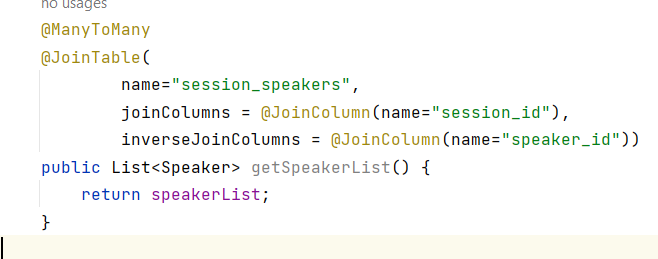 no usages
@ManyToMany
@JoinTable(
        name="session_speakers",
        joinColumns = @JoinColumn(name="session_id"),
        inverseJoinColumns = @JoinColumn(name="speaker_id"))
public List<Speaker> getSpeakerList() {
    return speakerList;
}